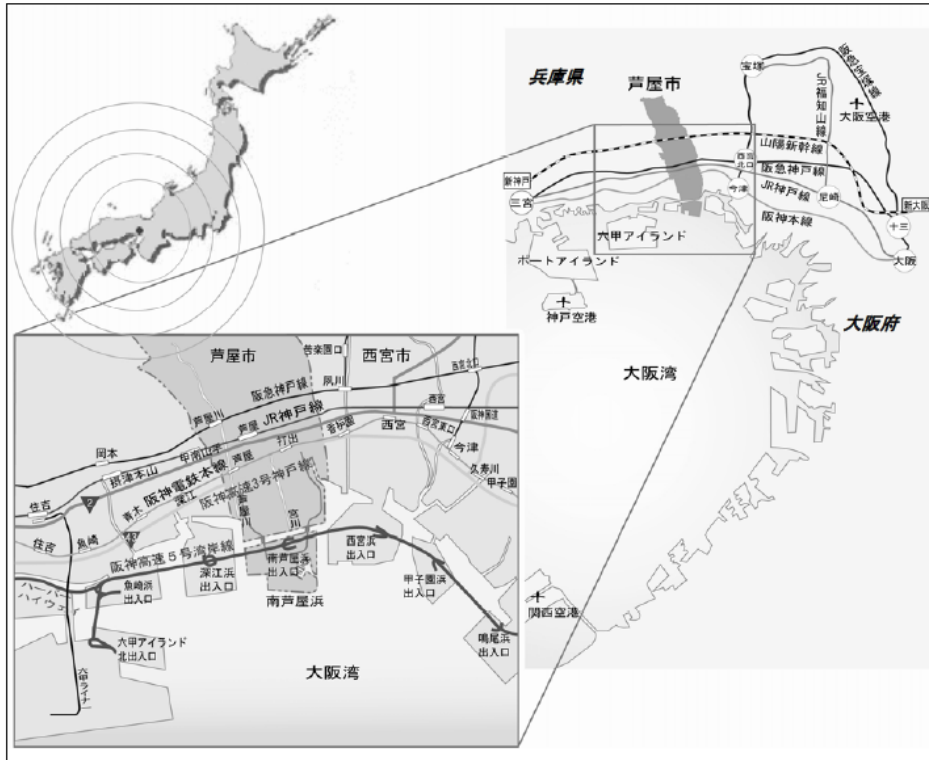 兵庫県
芦屋市
宝塚
阪急宝塚線
JR福知山線
大阪空港
山陽新幹線
西宮
北口
阪急神戸線
新神戸
三宮
今津
JR神戸線
尼崎
新大阪
十三
阪神本線
六甲アイランド
大阪
ポートアイランド
神戸空港
大阪府
大阪湾
関西空港
芦屋市
西宮市
苦楽園口
西宮北口
阪急神戸線
夙川
芦屋川
芦屋
JR神戸線
西宮
阪神国道
甲南山手
香櫨園
西宮
西宮東口
岡本
打出
今津
摂津本山
芦屋
久寿川
甲子園
阪神電鉄本線
阪神高速3号神戸線
住吉
2
青木
深江
芦屋川
宮川
43
住吉
魚崎
阪神高速5号湾岸線
西宮浜
出入口
南芦屋浜
出入口
深江浜
出入口
魚崎浜
出入口
甲子園浜
出入口
ハーバー
ハイウェイ
南芦屋浜
鳴尾浜
出入口
六甲アイランド
北出入口
大阪湾
六甲ライナー